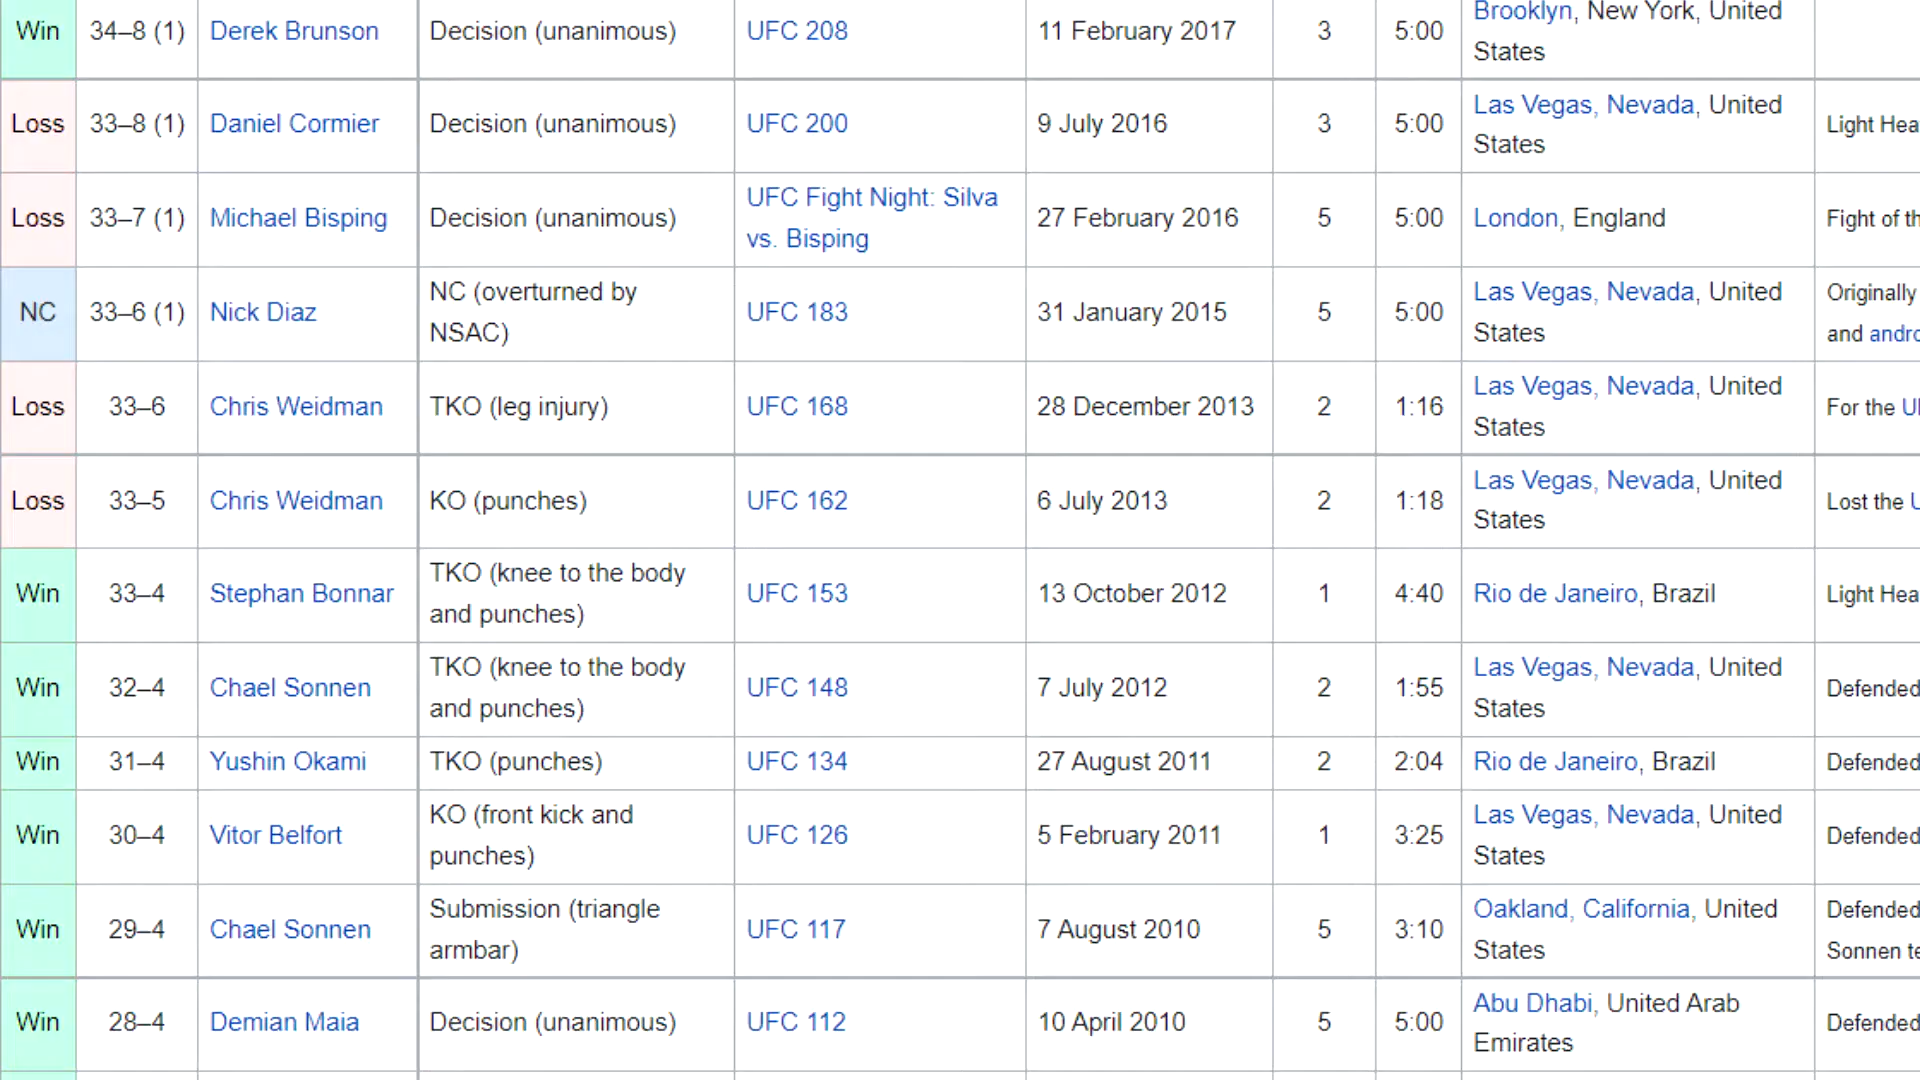 Win 34–8 (1) Derek Brunson Decision (unanimous) UFC 208 11 February 2017 3 5:00 Brooklyn, New York, United States
Loss 33–8 (1) Daniel Cormier Decision (unanimous) UFC 200 9 July 2016 3 5:00 Las Vegas, Nevada, United States Light Hea
Loss 33–7 (1) Michael Bisping Decision (unanimous) UFC Fight Night: Silva vs. Bisping 27 February 2016 5 5:00 London, England Fight of th
NC 33–6 (1) Nick Diaz NC (overturned by NSAC) UFC 183 31 January 2015 5 5:00 Las Vegas, Nevada, United States Originally and andro
Loss 33–6 Chris Weidman TKO (leg injury) UFC 168 28 December 2013 2 1:16 Las Vegas, Nevada, United States For the U
Loss 33–5 Chris Weidman KO (punches) UFC 162 6 July 2013 2 1:18 Las Vegas, Nevada, United States Lost the U
Win 33–4 Stephan Bonnar TKO (knee to the body and punches) UFC 153 13 October 2012 1 4:40 Rio de Janeiro, Brazil Light Hea
Win 32–4 Chael Sonnen TKO (knee to the body and punches) UFC 148 7 July 2012 2 1:55 Las Vegas, Nevada, United States Defended
Win 31–4 Yushin Okami TKO (punches) UFC 134 27 August 2011 2 2:04 Rio de Janeiro, Brazil Defended
Win 30–4 Vitor Belfort KO (front kick and punches) UFC 126 5 February 2011 1 3:25 Las Vegas, Nevada, United States Defended
Win 29–4 Chael Sonnen Submission (triangle armbar) UFC 117 7 August 2010 5 3:10 Oakland, California, United States Defended Sonnen te
Win 28–4 Demian Maia Decision (unanimous) UFC 112 10 April 2010 5 5:00 Abu Dhabi, United Arab Emirates Defended